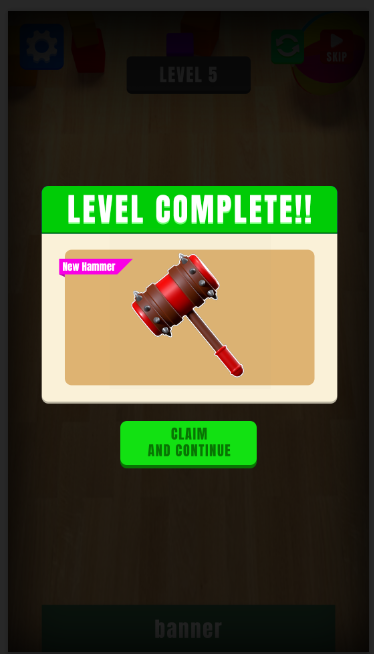 SKIP
LEVEL 5
LEVEL COMPLETE!!
New Hammer
CLAIM
AND CONTINUE
banner